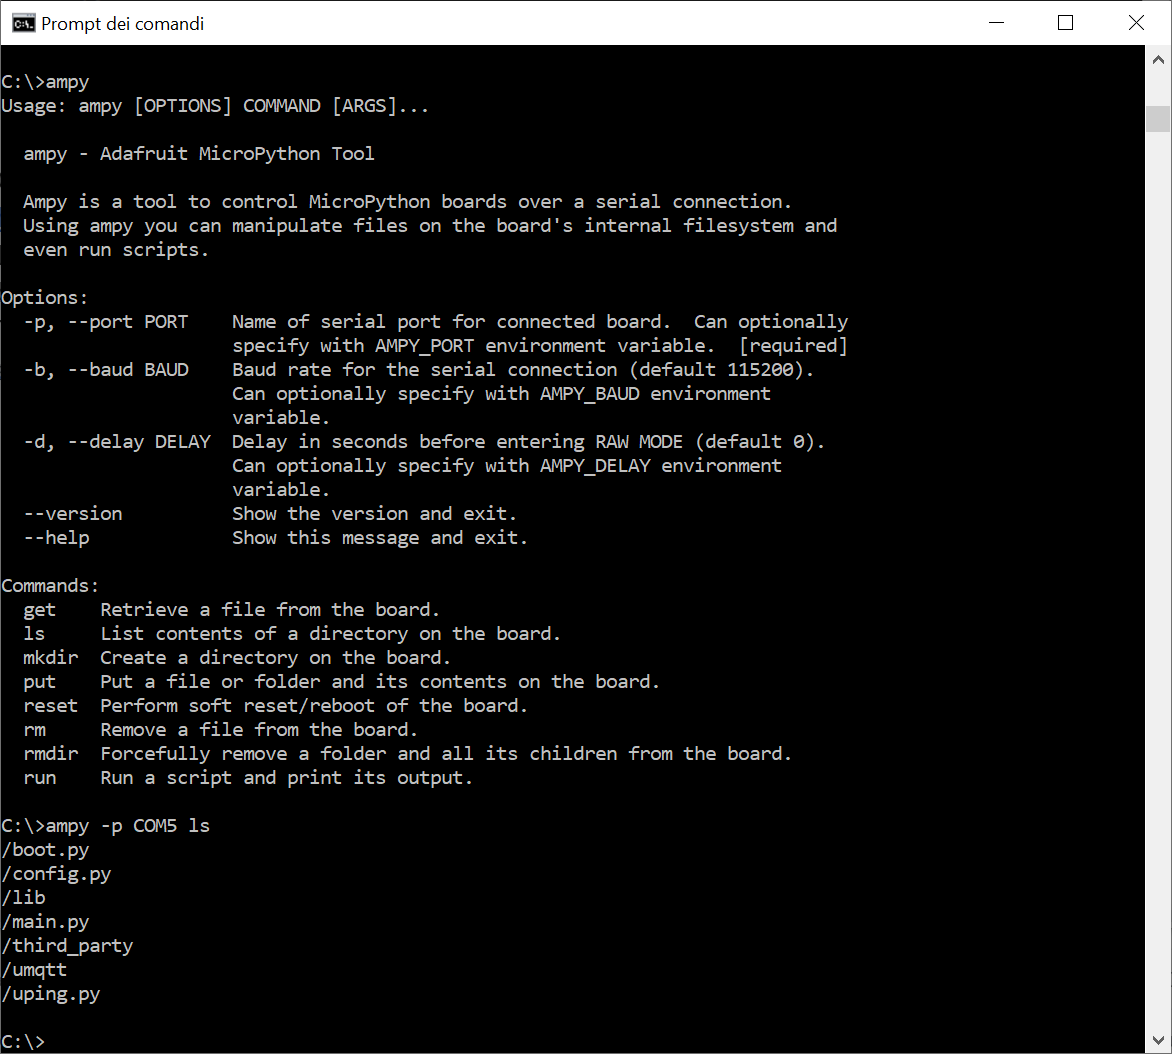 Prompt dei comandi
C:\>ampy
Usage: ampy [OPTIONS] COMMAND [ARGS]...
ampy - Adafruit MicroPython Tool
Ampy is a tool to control MicroPython boards over a serial connection.
Using ampy you can manipulate files on the board's internal filesystem and
even run scripts.
Options:
-p, --port PORT    Name of serial port for connected board.  Can optionally
specify with AMPY_PORT environment variable.  [required]
-b, --baud BAUD    Baud rate for the serial connection (default 115200).
Can optionally specify with AMPY_BAUD environment
variable.
-d, --delay DELAY  Delay in seconds before entering RAW MODE (default 0).
Can optionally specify with AMPY_DELAY environment
variable.
--version          Show the version and exit.
--help             Show this message and exit.
Commands:
get    Retrieve a file from the board.
ls     List contents of a directory on the board.
mkdir  Create a directory on the board.
put    Put a file or folder and its contents on the board.
reset  Perform soft reset/reboot of the board.
rm     Remove a file from the board.
rmdir  Forcefully remove a folder and all its children from the board.
run    Run a script and print its output.
C:\>ampy -p COM5 ls
/boot.py
/config.py
/lib
/main.py
/third_party
/umqtt
/uping.py
C:\>